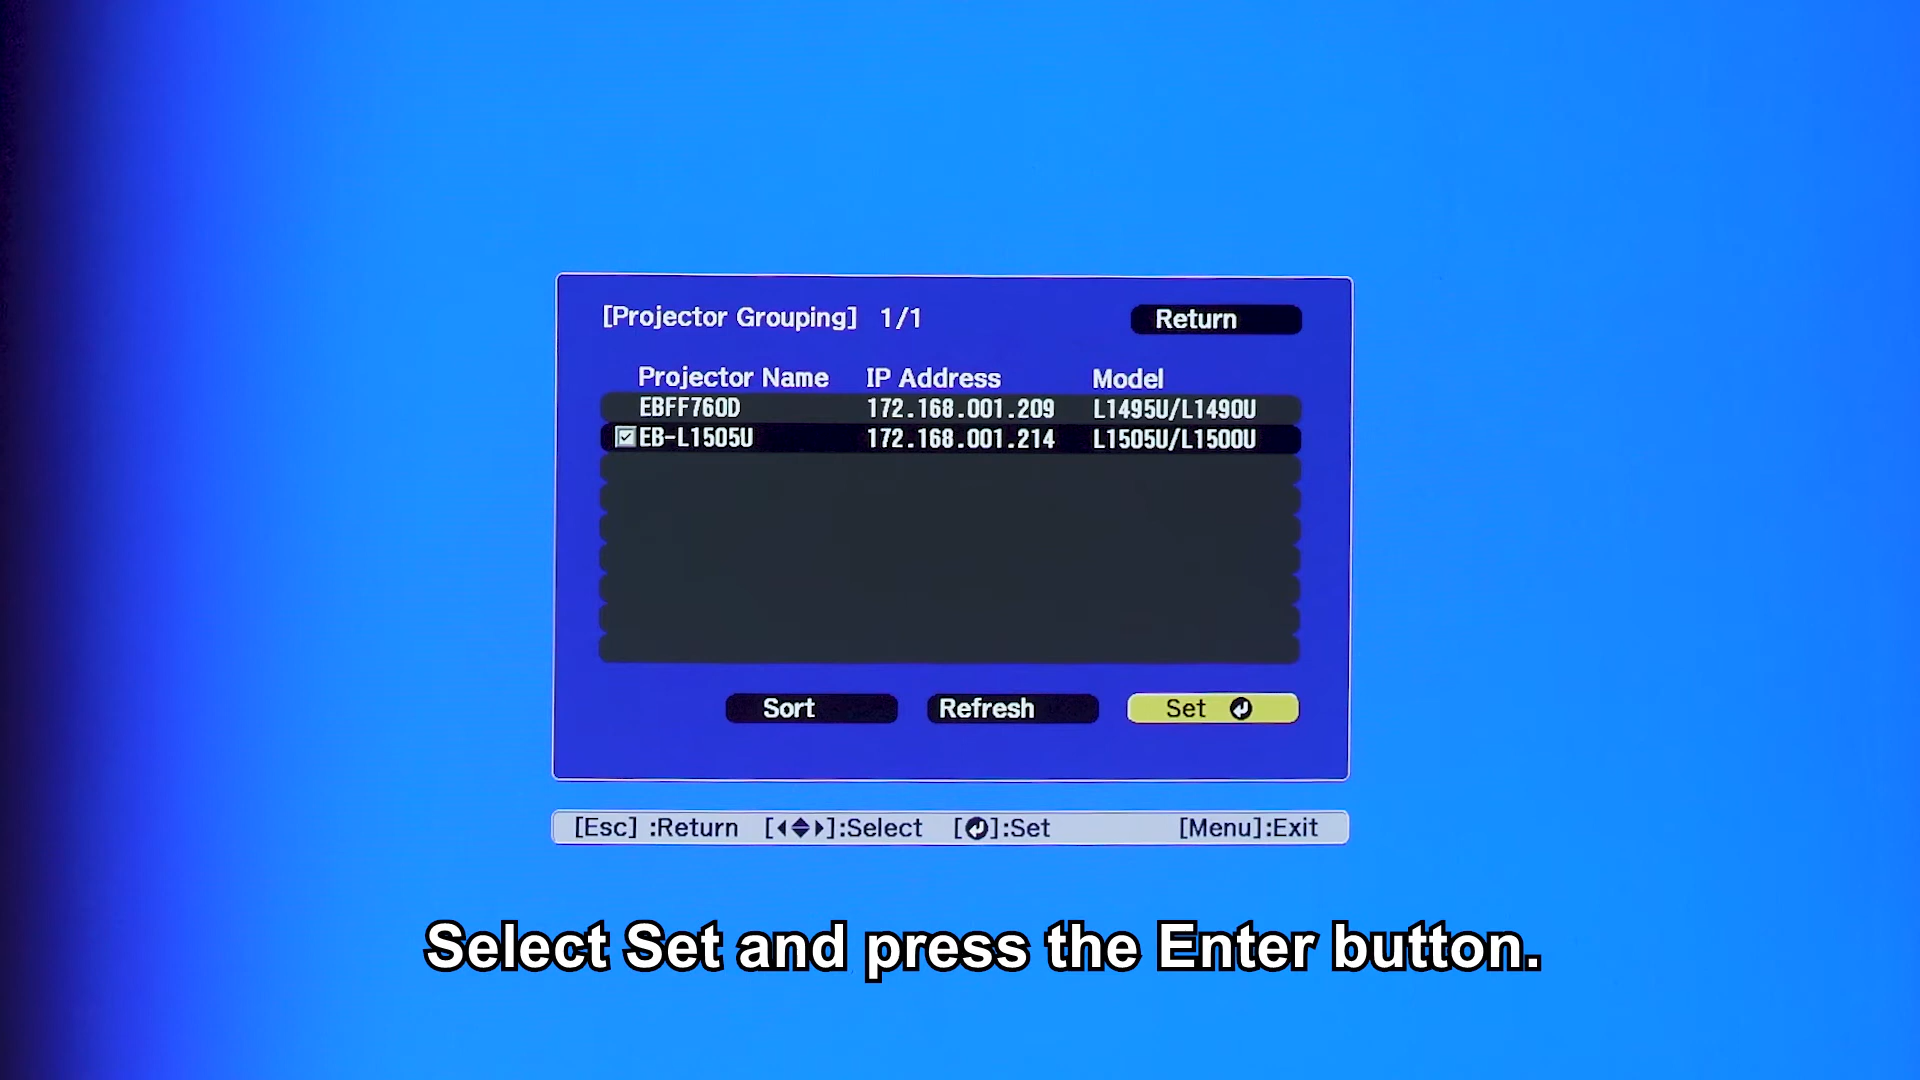 [Projector Grouping] 1/1 Return
Projector Name IP Address Model
EBFF760D 172.168.001.209 L1495U/L1490U
EB-L1505U 172.168.001.214 L1505U/L1500U
Sort Refresh Set
[Esc] :Return [◀◆▶]:Select [⏎]:Set [Menu]:Exit
Select Set and press the Enter button.